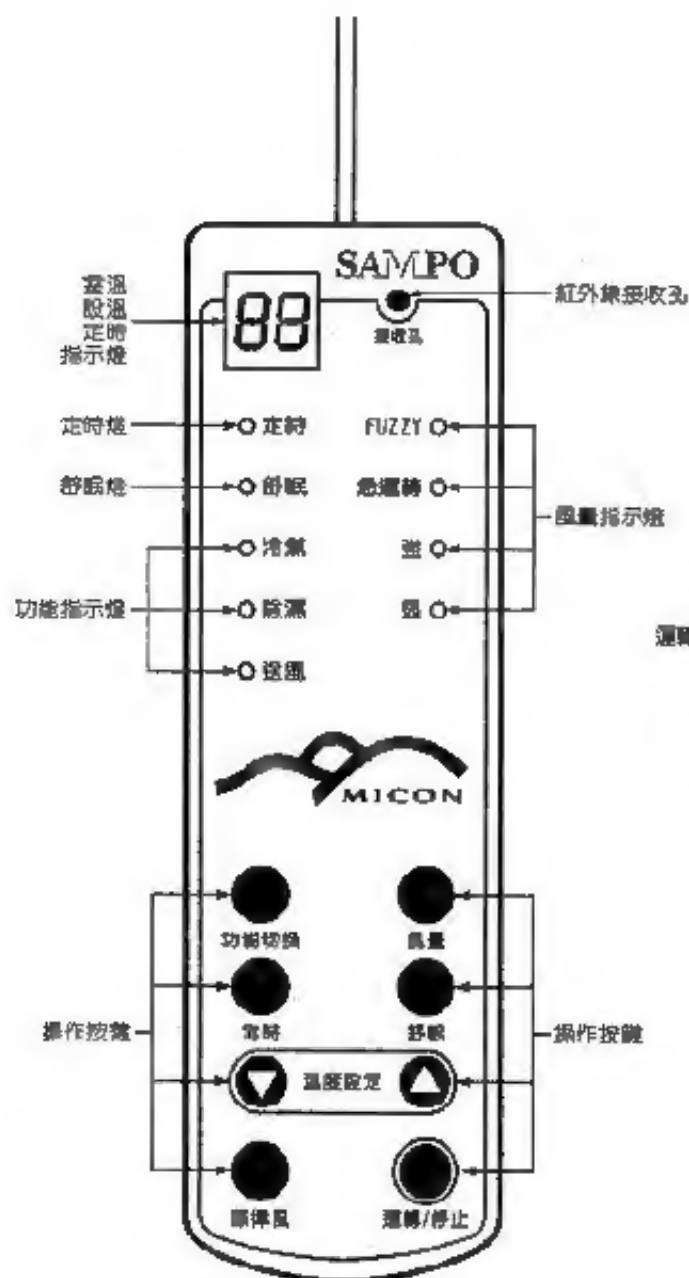 SAMPO
室溫
設溫
定時
指示燈
88
紅外線接收孔
接收孔
定時燈
定時
FUZZY
舒眠燈
舒眠
急運轉
風量指示燈
冷氣
強
功能指示燈
除濕
弱
送風
MICON
功能切換
風量
操作按鍵
定時
舒眠
操作按鍵
溫度設定
韻律風
運轉/停止